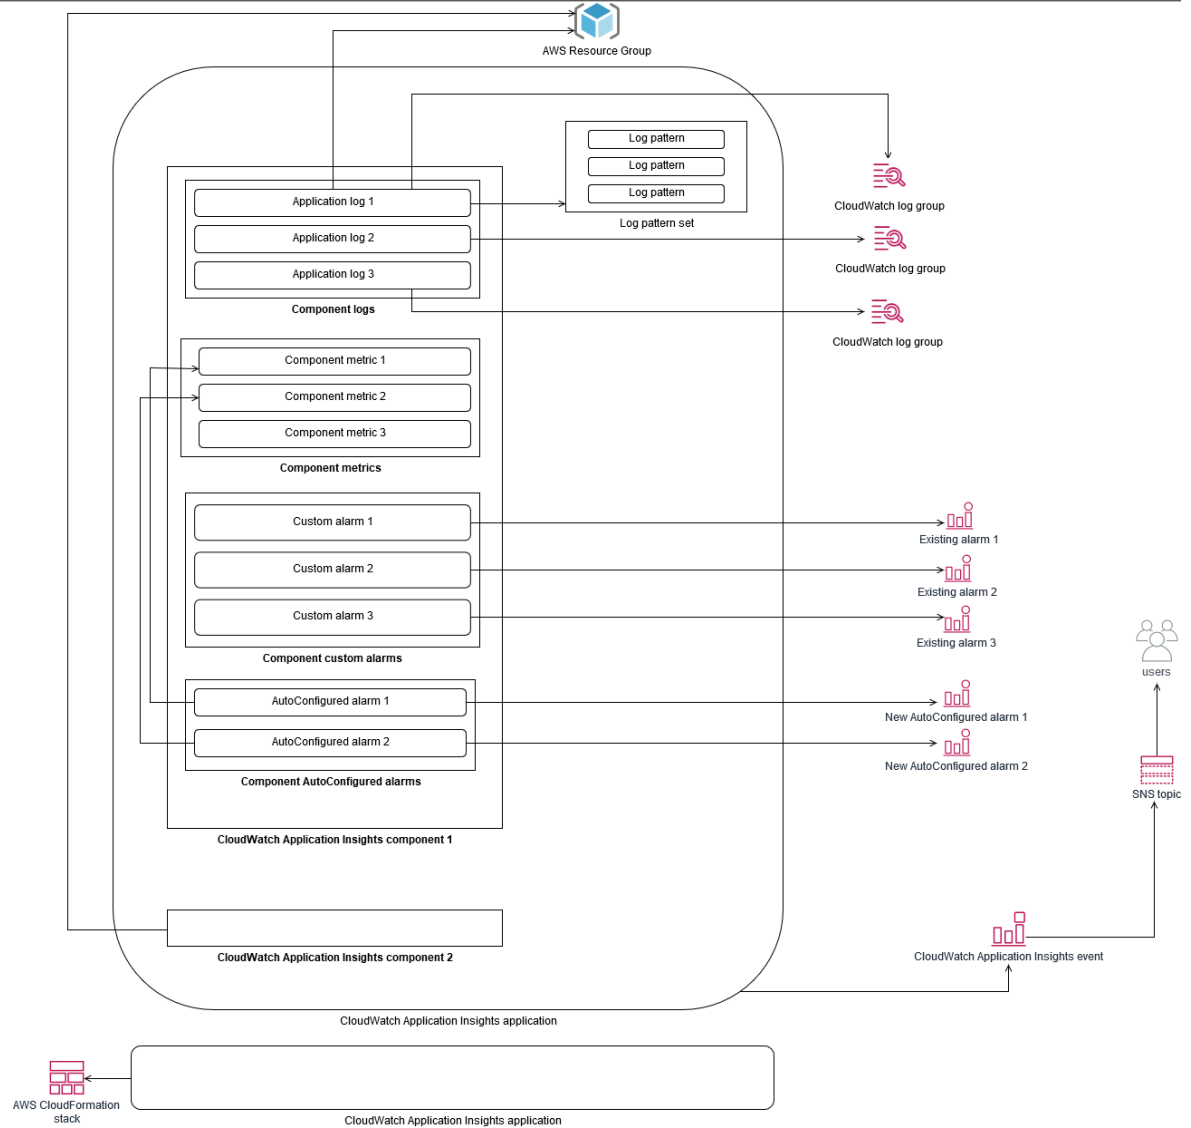 AWS Resource Group
Log pattern
Log pattern
Log pattern
Log pattern set
Application log 1
Application log 2
Application log 3
Component logs
CloudWatch log group
CloudWatch log group
CloudWatch log group
Component metric 1
Component metric 2
Component metric 3
Component metrics
Custom alarm 1
Custom alarm 2
Custom alarm 3
Component custom alarms
Existing alarm 1
Existing alarm 2
Existing alarm 3
AutoConfigured alarm 1
AutoConfigured alarm 2
Component AutoConfigured alarms
New AutoConfigured alarm 1
New AutoConfigured alarm 2
users
SNS topic
CloudWatch Application Insights component 1
CloudWatch Application Insights component 2
CloudWatch Application Insights event
CloudWatch Application Insights application
AWS CloudFormation
stack
CloudWatch Application Insights application